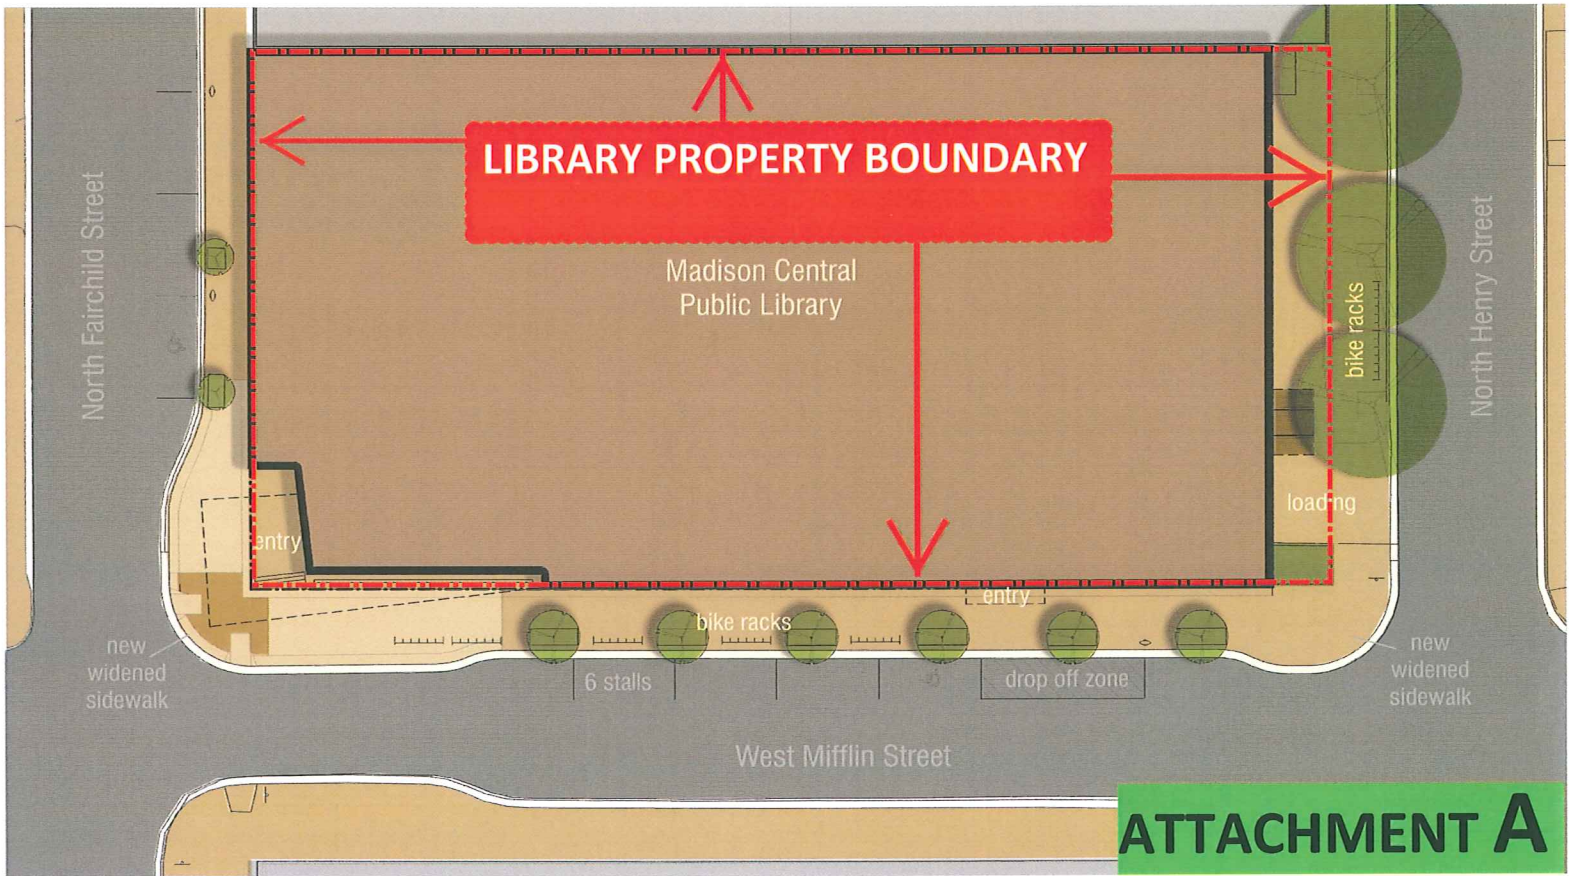 LIBRARY PROPERTY BOUNDARY
Madison Central
Public Library
North Fairchild Street
North Henry Street
bike racks
loading
entry
entry
bike racks
new
widened
sidewalk
6 stalls
drop off zone
new
widened
sidewalk
West Mifflin Street
ATTACHMENT A